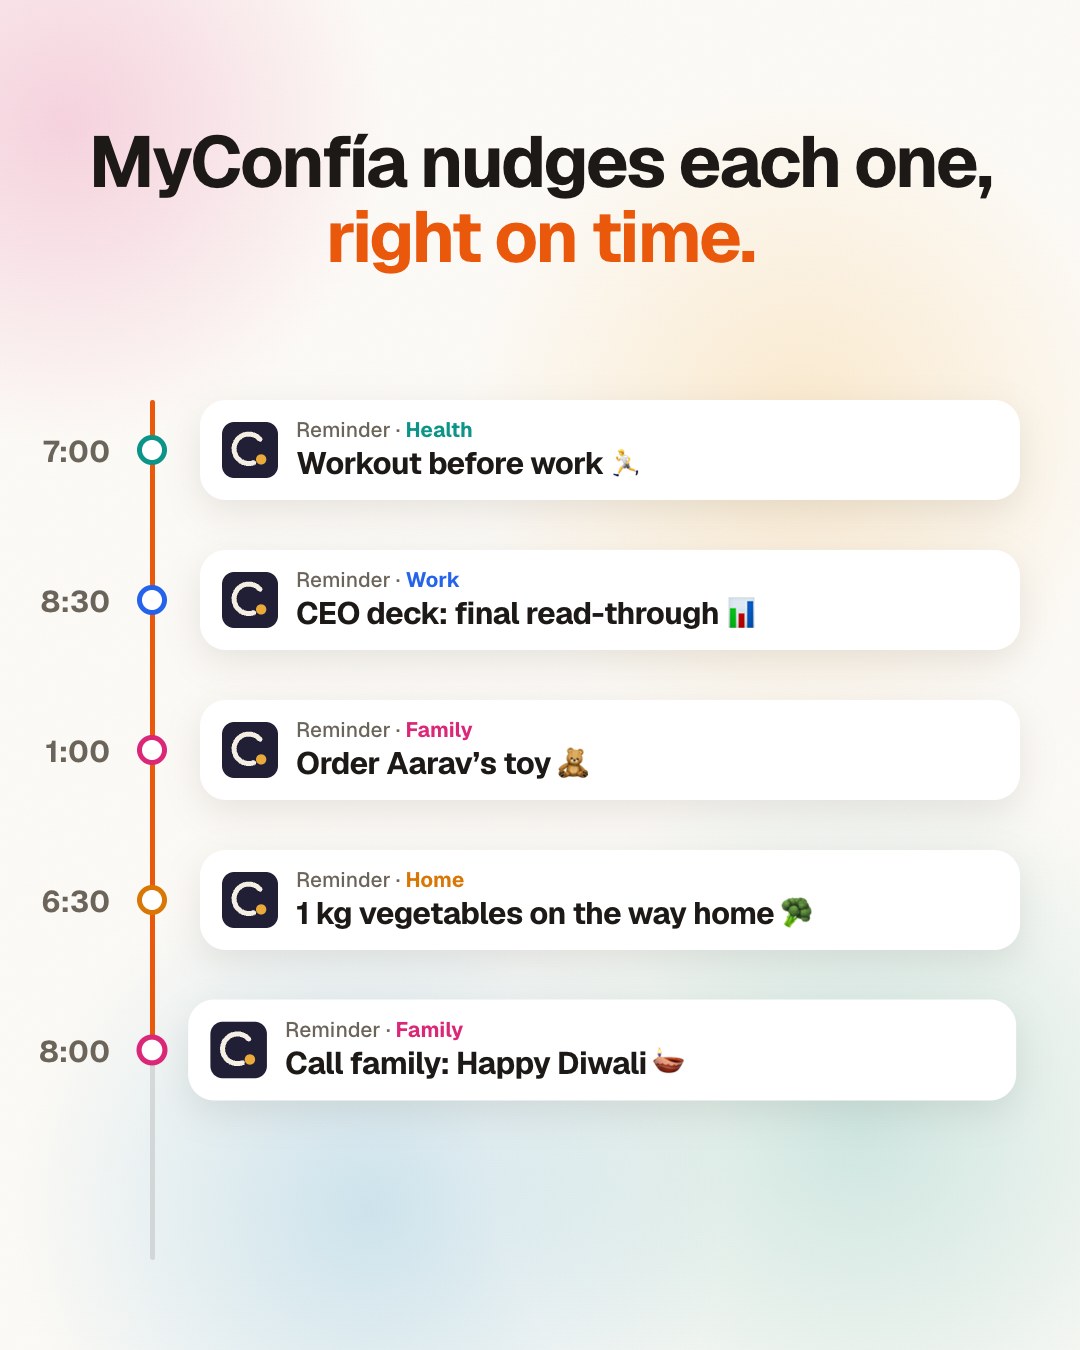 MyConfía nudges each one,
right on time.
7:00
Reminder · Health
Workout before work 🏃
8:30
Reminder · Work
CEO deck: final read-through 📊
1:00
Reminder · Family
Order Aarav’s toy 🧸
6:30
Reminder · Home
1 kg vegetables on the way home 🥦
8:00
Reminder · Family
Call family: Happy Diwali 🪔